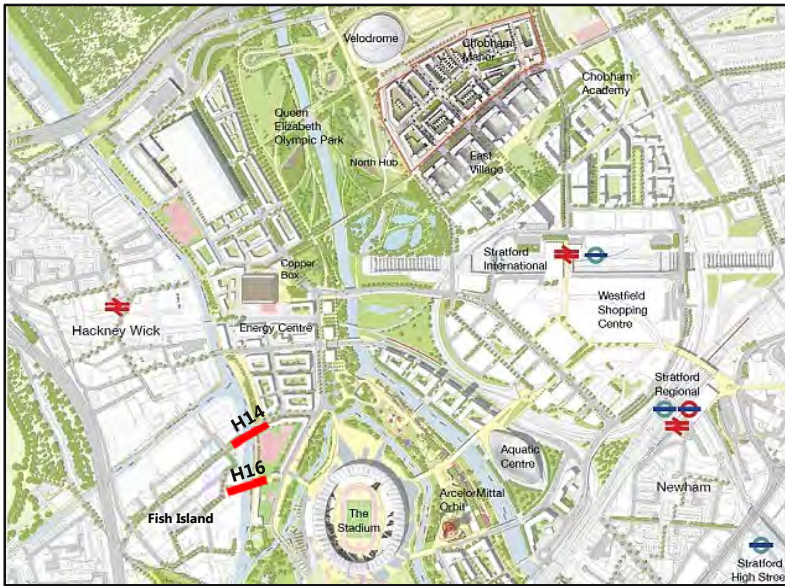 Velodrome
Chobham
Manor
Chobham
Academy
Queen
Elizabeth
Olympic Park
North Hub
East
Village
Stratford
International
Copper
Box
Westfield
Shopping
Centre
Hackney Wick
Energy Centre
Stratford
Regional
H14
H16
Aquatic
Centre
ArcelorMittal
Orbit
Newham
Fish Island
The
Stadium
Stratford
High Street